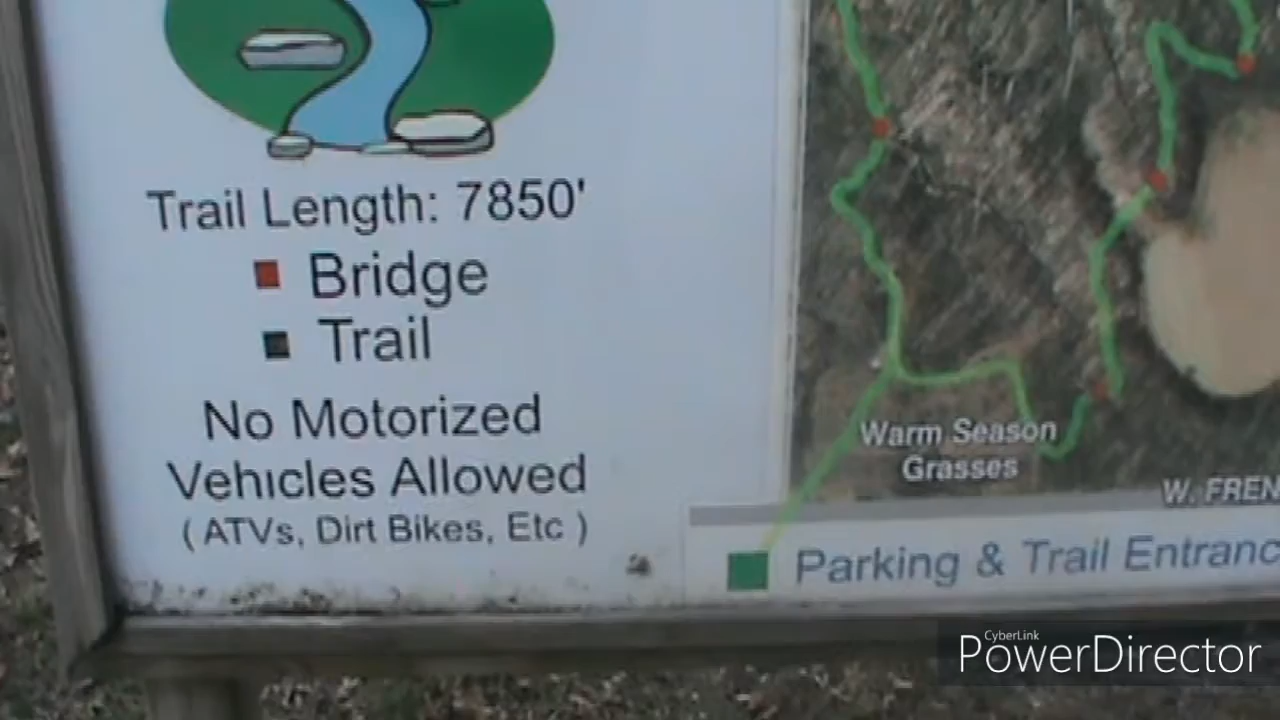 Trail Length: 7850'
Bridge
Trail
No Motorized
Vehicles Allowed
( ATVs, Dirt Bikes, Etc )
Warm Season
Grasses
W. FREN
Parking & Trail Entranc
CyberLink
PowerDirector